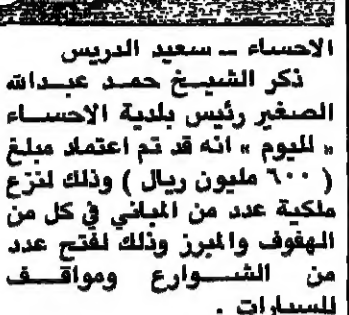 الاحساء ــ سعيد الدريس
ذكر الشيخ حمد عبدالله
الصغير رئيس بلدية الاحساء
« لليوم » انه قد تم اعتماد مبلغ
( ٦٠٠ مليون ريال ) وذلك لنزع
ملكية عدد من المباني في كل من
الهفوف والمبرز وذلك لفتح عدد
من الشوارع ومواقف
للسيارات .